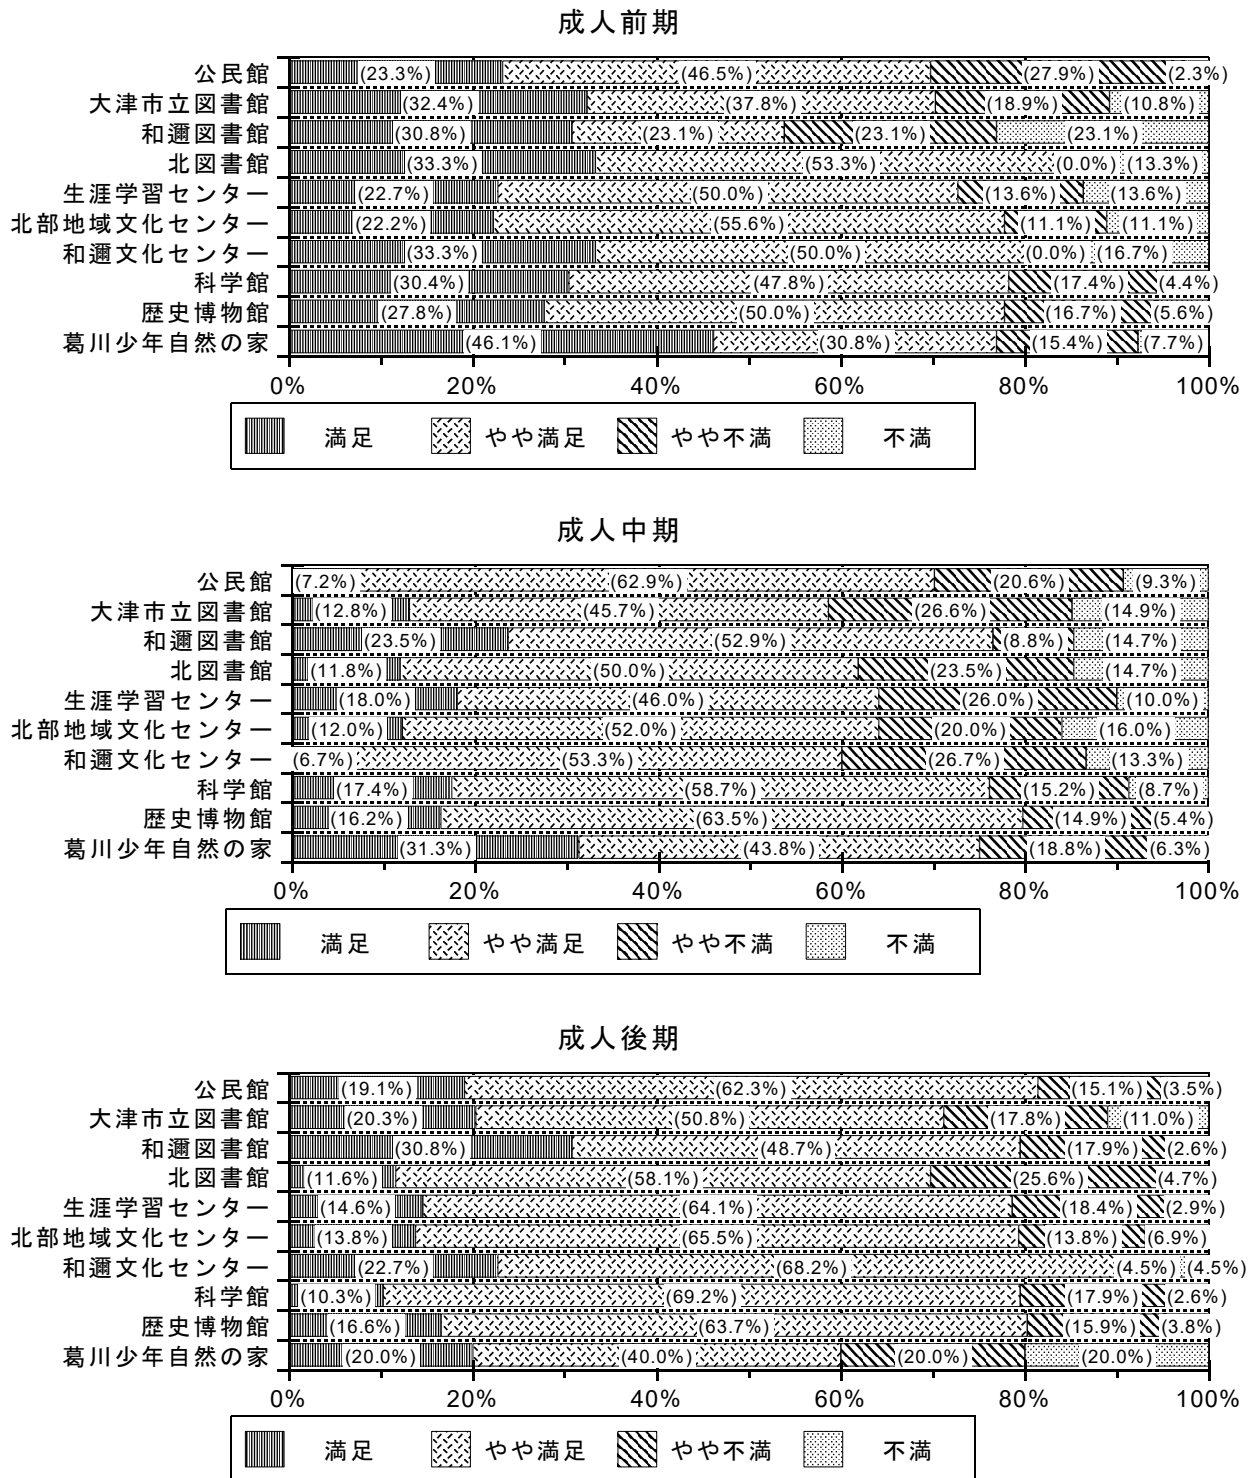 成人前期
公民館 (23.3%) (46.5%) (27.9%) (2.3%)
大津市立図書館 (32.4%) (37.8%) (18.9%) (10.8%)
和邇図書館 (30.8%) (23.1%) (23.1%) (23.1%)
北図書館 (33.3%) (53.3%) (0.0%) (13.3%)
生涯学習センター (22.7%) (50.0%) (13.6%) (13.6%)
北部地域文化センター (22.2%) (55.6%) (11.1%) (11.1%)
和邇文化センター (33.3%) (50.0%) (0.0%) (16.7%)
科学館 (30.4%) (47.8%) (17.4%) (4.4%)
歴史博物館 (27.8%) (50.0%) (16.7%) (5.6%)
葛川少年自然の家 (46.1%) (30.8%) (15.4%) (7.7%)
0% 20% 40% 60% 80% 100%
満足 やや満足 やや不満 不満
成人中期
公民館 (7.2%) (62.9%) (20.6%) (9.3%)
大津市立図書館 (12.8%) (45.7%) (26.6%) (14.9%)
和邇図書館 (23.5%) (52.9%) (8.8%) (14.7%)
北図書館 (11.8%) (50.0%) (23.5%) (14.7%)
生涯学習センター (18.0%) (46.0%) (26.0%) (10.0%)
北部地域文化センター (12.0%) (52.0%) (20.0%) (16.0%)
和邇文化センター (6.7%) (53.3%) (26.7%) (13.3%)
科学館 (17.4%) (58.7%) (15.2%) (8.7%)
歴史博物館 (16.2%) (63.5%) (14.9%) (5.4%)
葛川少年自然の家 (31.3%) (43.8%) (18.8%) (6.3%)
0% 20% 40% 60% 80% 100%
満足 やや満足 やや不満 不満
成人後期
公民館 (19.1%) (62.3%) (15.1%) (3.5%)
大津市立図書館 (20.3%) (50.8%) (17.8%) (11.0%)
和邇図書館 (30.8%) (48.7%) (17.9%) (2.6%)
北図書館 (11.6%) (58.1%) (25.6%) (4.7%)
生涯学習センター (14.6%) (64.1%) (18.4%) (2.9%)
北部地域文化センター (13.8%) (65.5%) (13.8%) (6.9%)
和邇文化センター (22.7%) (68.2%) (4.5%) (4.5%)
科学館 (10.3%) (69.2%) (17.9%) (2.6%)
歴史博物館 (16.6%) (63.7%) (15.9%) (3.8%)
葛川少年自然の家 (20.0%) (40.0%) (20.0%) (20.0%)
0% 20% 40% 60% 80% 100%
満足 やや満足 やや不満 不満